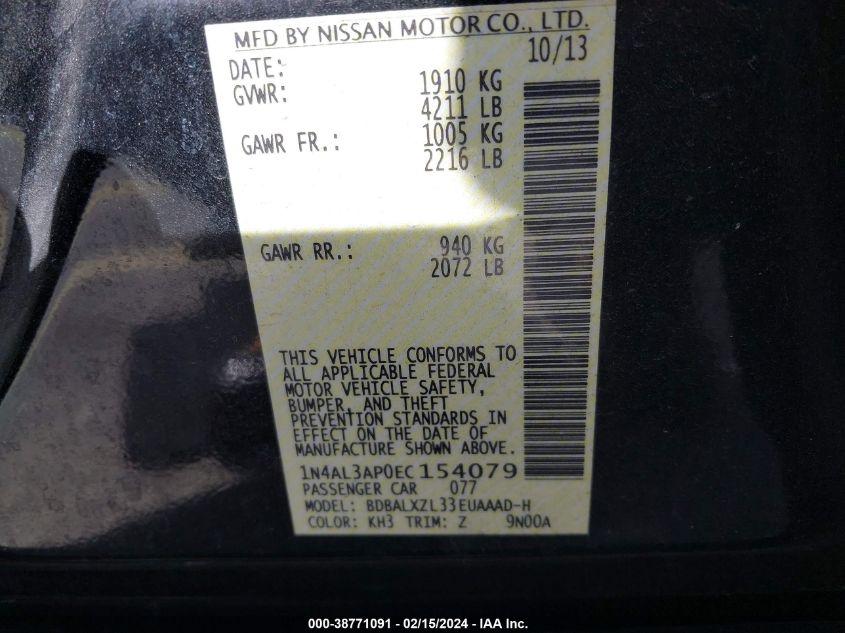 MFD BY NISSAN MOTOR CO., LTD.
DATE: 10/13
GVWR: 1910 KG
4211 LB
GAWR FR.: 1005 KG
2216 LB
GAWR RR.: 940 KG
2072 LB
THIS VEHICLE CONFORMS TO
ALL APPLICABLE FEDERAL
MOTOR VEHICLE SAFETY,
BUMPER, AND THEFT
PREVENTION STANDARDS IN
EFFECT ON THE DATE OF
MANUFACTURE SHOWN ABOVE.
1N4AL3AP0EC154079
PASSENGER CAR 077
MODEL: BDBALXZL33EUAAAD-H
COLOR: KH3 TRIM: Z 9N00A
000-38771091 - 02/15/2024 - IAA Inc.